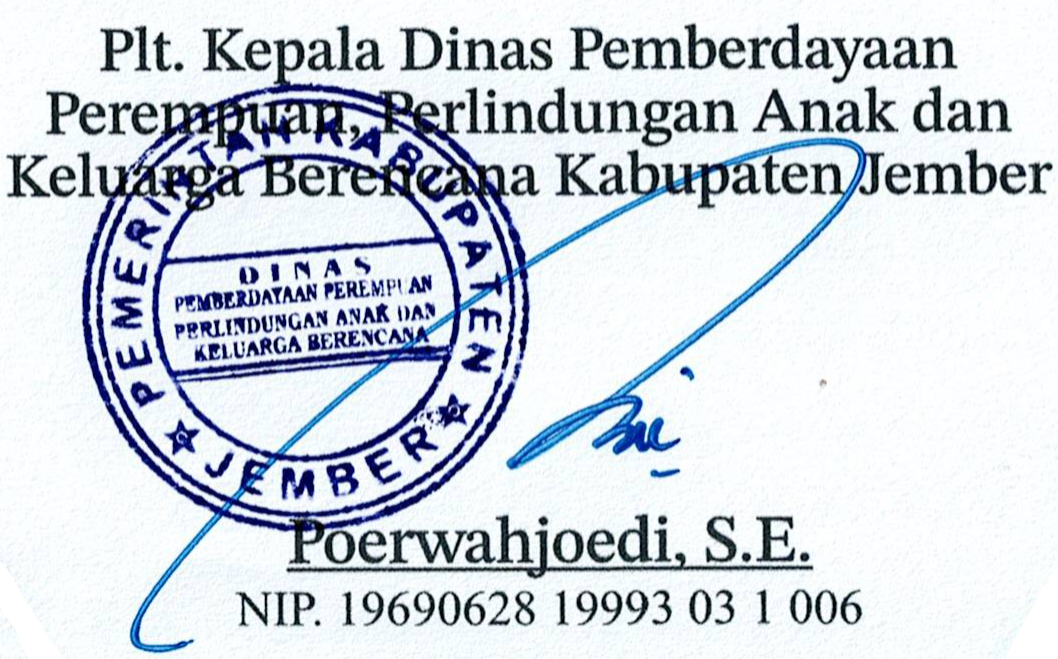 Plt. Kepala Dinas Pemberdayaan
Perempuan, Perlindungan Anak dan
Keluarga Berencana Kabupaten Jember
PEMERINTAH KABUPATEN
DINAS
PEMBERDAYAAN PEREMPUAN
PERLINDUNGAN ANAK DAN
KELUARGA BERENCANA
JEMBER
Poerwahjoedi, S.E.
NIP. 19690628 19993 03 1 006